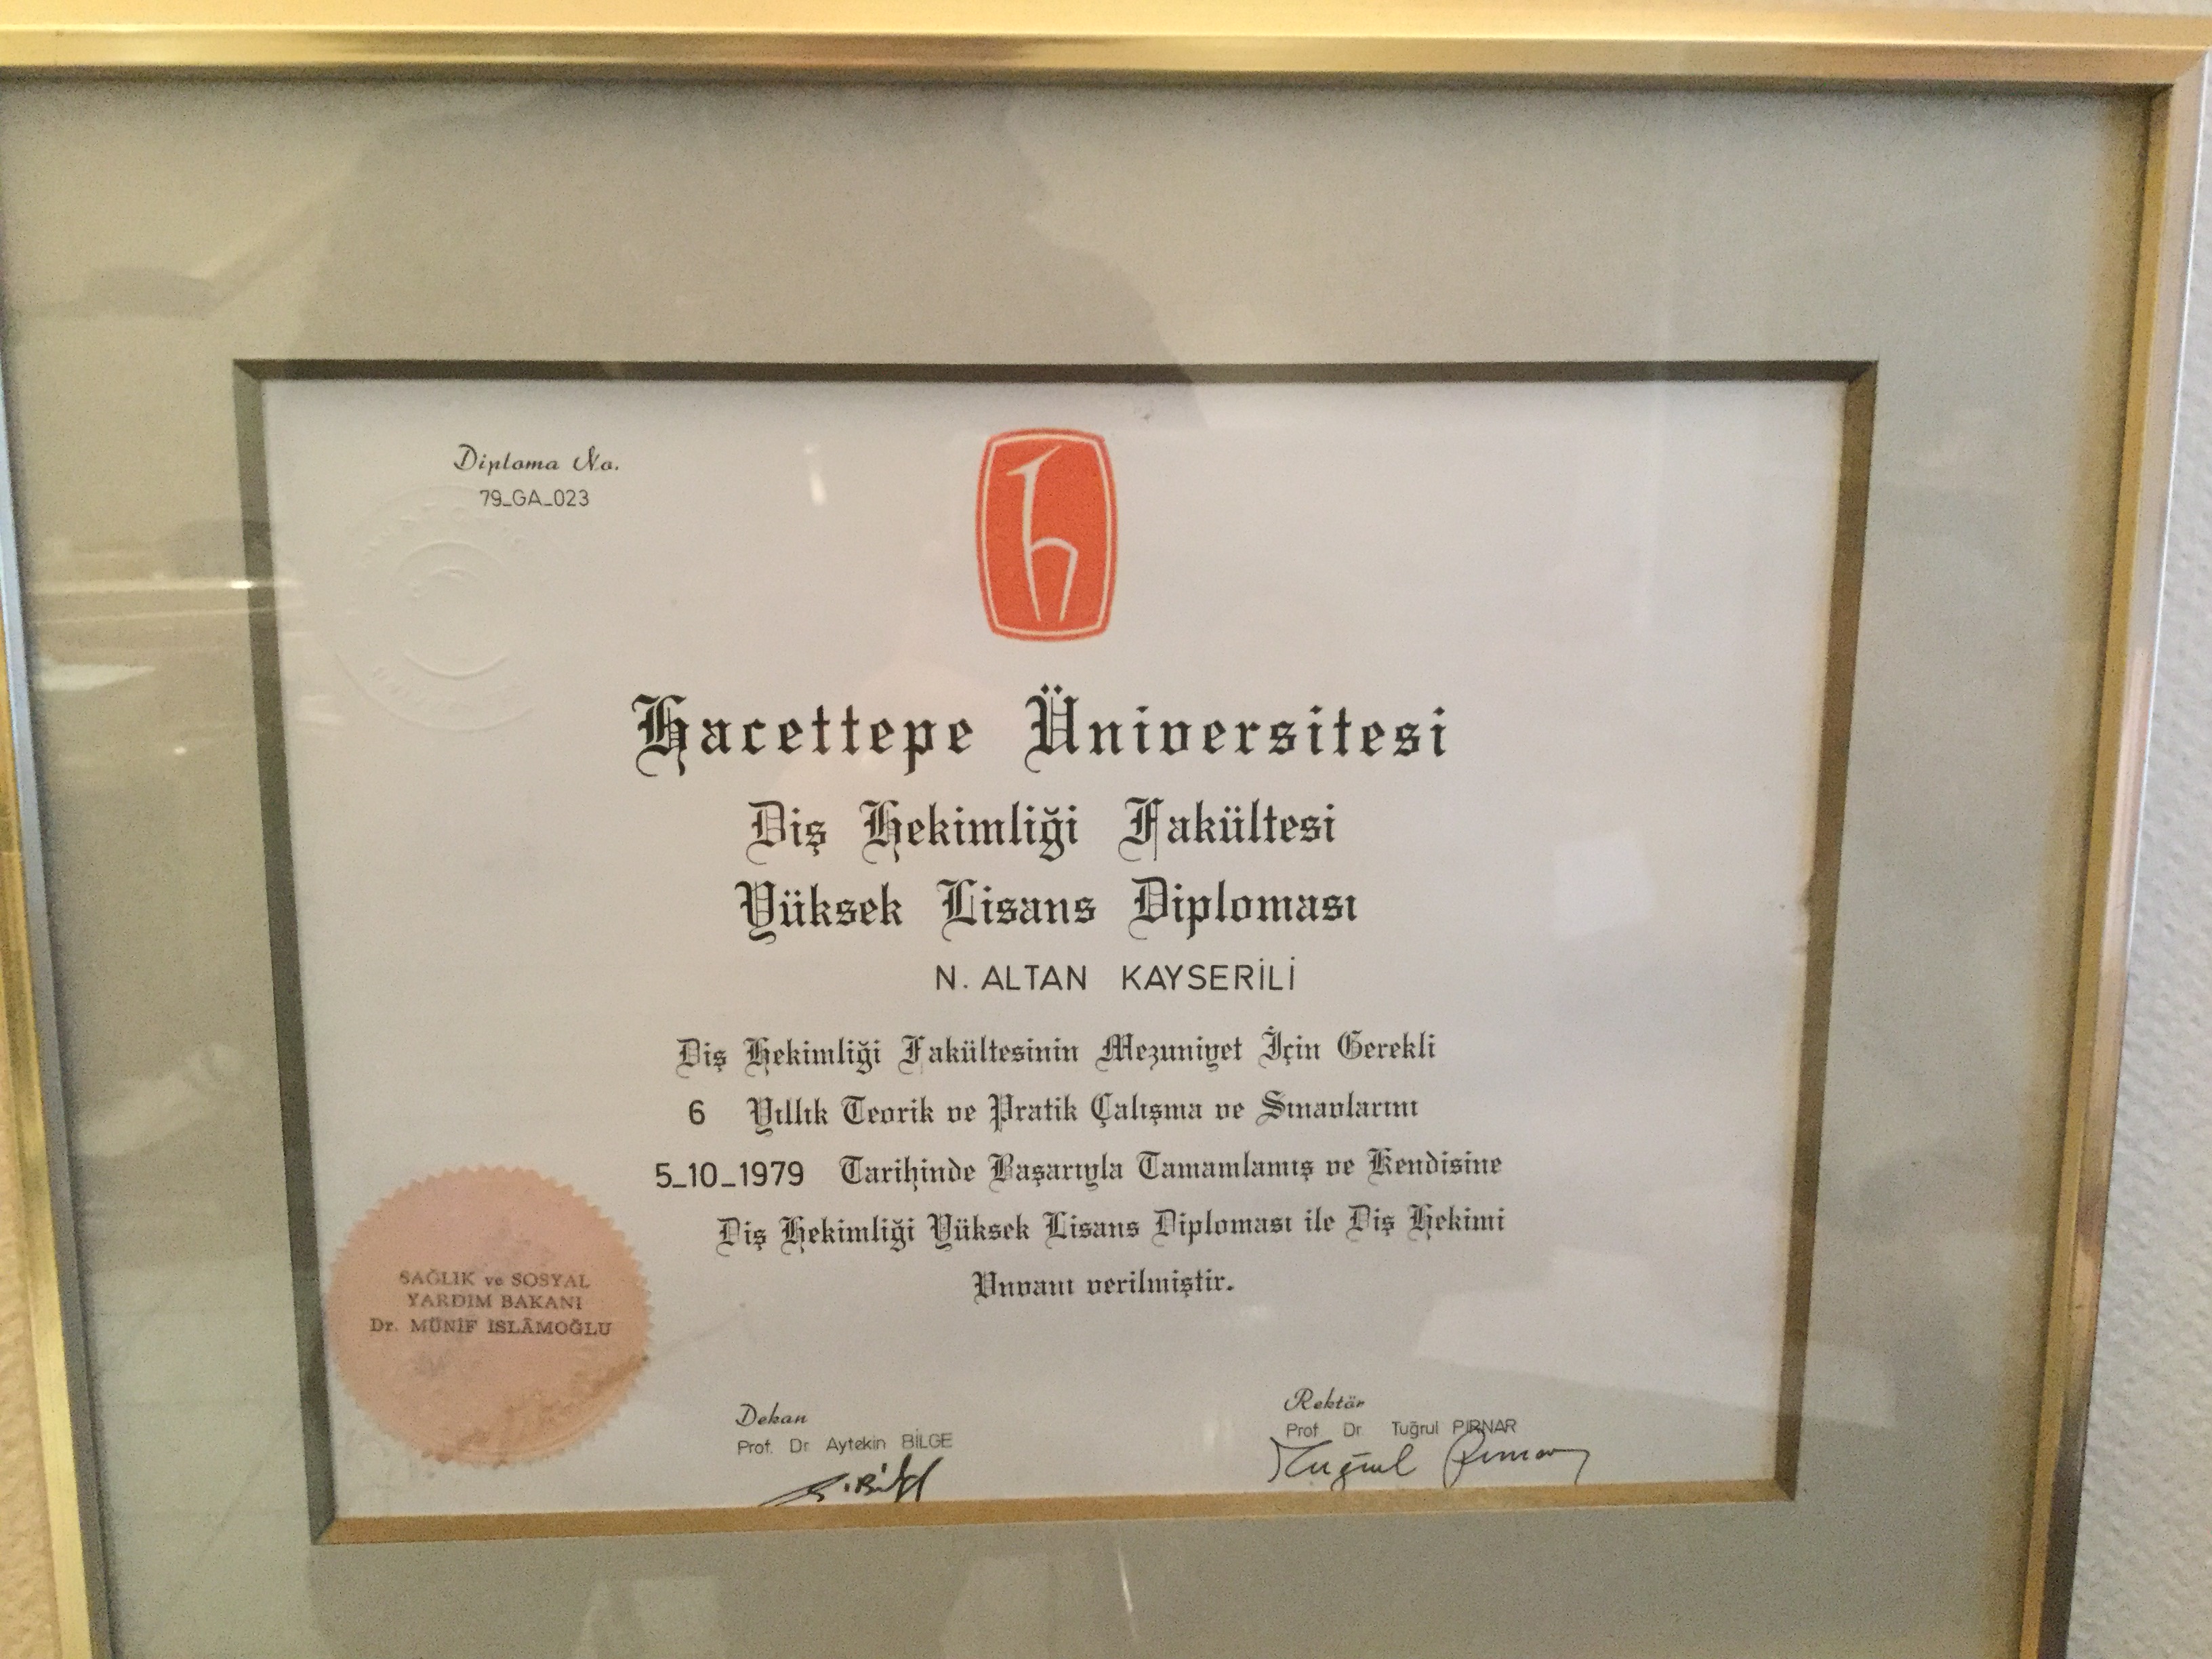 Diploma No.
79_GA_023
h
Hacettepe Üniversitesi
Diş Hekimliği Fakültesi
Yüksek Lisans Diploması
N. ALTAN KAYSERİLİ
Diş Hekimliği Fakültesinin Mezuniyet İçin Gerekli
6 Yıllık Teorik ve Pratik Çalışma ve Sınavlarını
5_10_1979 Tarihinde Başarıyla Tamamlamış ve Kendisine
Diş Hekimliği Yüksek Lisans Diploması ile Diş Hekimi
Unvanı verilmiştir.
SAĞLIK ve SOSYAL
YARDIM BAKANI
Dr. MÜNİF İSLÂMOĞLU
Dekan
Prof. Dr Aytekin BİLGE
Rektör
Prof Dr Tuğrul PIRNAR
Tuğrul Pırnar